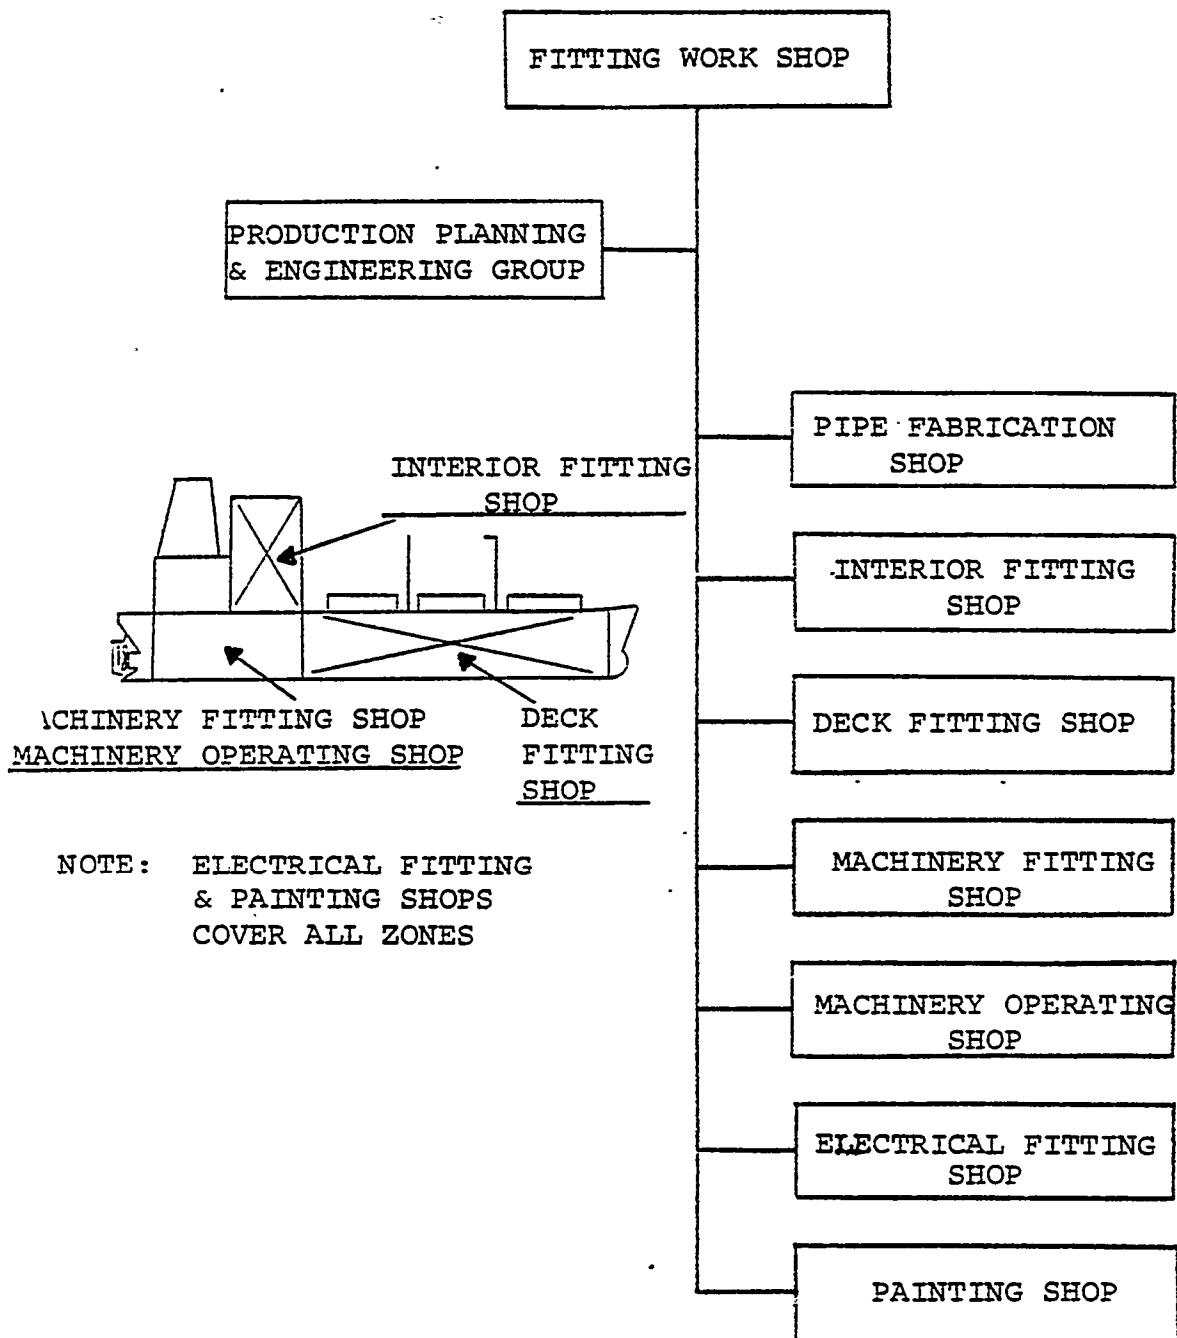 FITTING WORK SHOP
PRODUCTION PLANNING
& ENGINEERING GROUP
PIPE FABRICATION
SHOP
INTERIOR FITTING
SHOP
INTERIOR FITTING
SHOP
DECK FITTING SHOP
ACHINERY FITTING SHOP
MACHINERY OPERATING SHOP
DECK
FITTING
SHOP
MACHINERY FITTING
SHOP
NOTE: ELECTRICAL FITTING
& PAINTING SHOPS
COVER ALL ZONES
MACHINERY OPERATING
SHOP
ELECTRICAL FITTING
SHOP
PAINTING SHOP